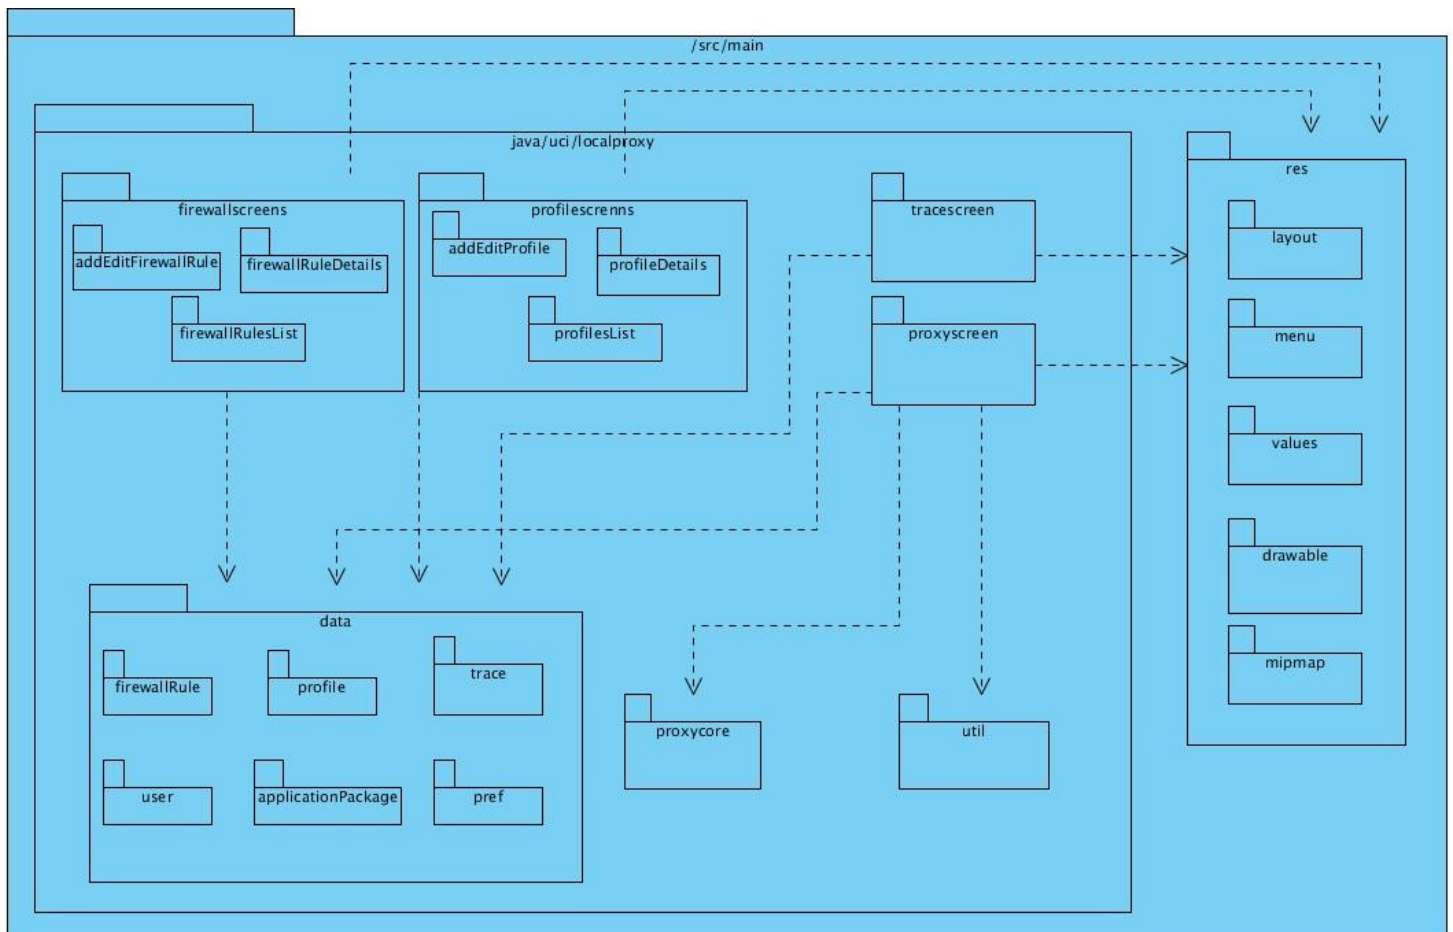 /src/main
java/uci/localproxy
res
firewallscreens
profilescrenns
tracescreen
layout
addEditFirewallRule
firewallRuleDetails
addEditProfile
profileDetails
firewallRulesList
profilesList
proxyscreen
menu
values
drawable
data
mipmap
firewallRule
profile
trace
proxycore
util
user
applicationPackage
pref